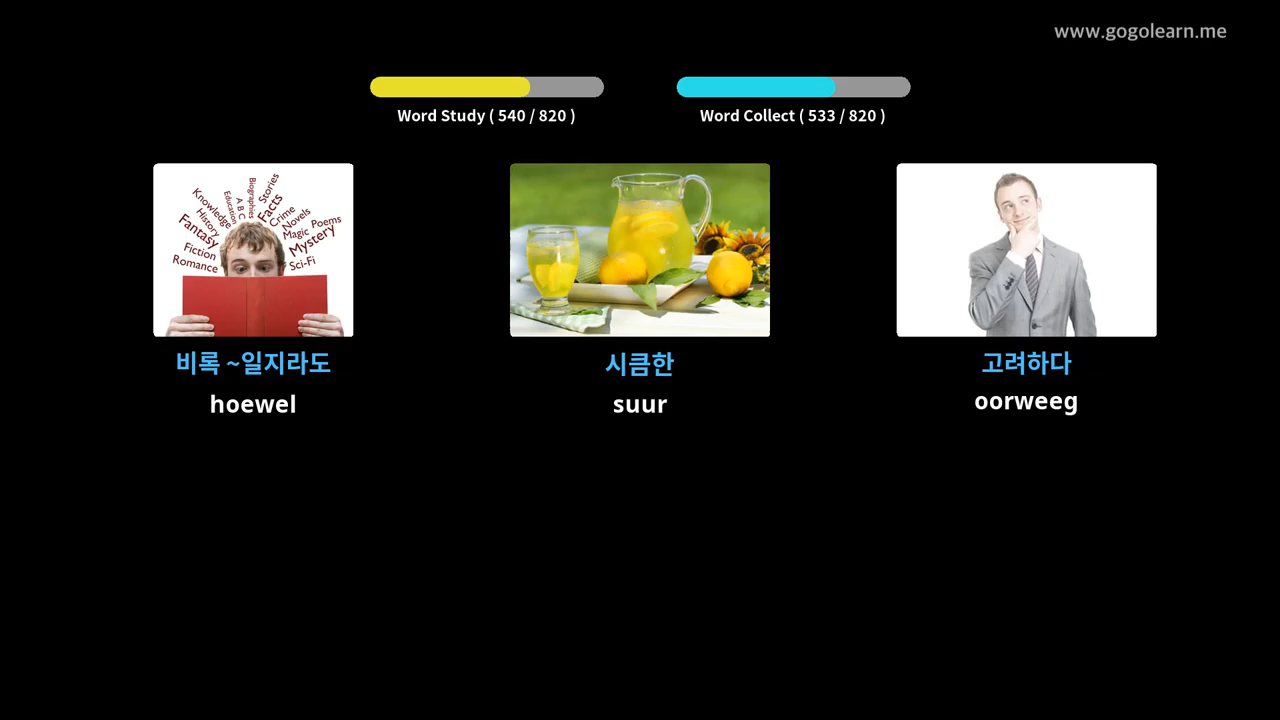 www.gogolearn.me
Word Study ( 540 / 820 )
Word Collect ( 533 / 820 )
Knowledge
History
Fantasy
Fiction
Romance
Education
A B C
Biographies
Stories
Facts
Crime
Novels
Magic
Poems
Mystery
Sci-Fi
비록 ~일지라도
시큼한
고려하다
hoewel
suur
oorweeg